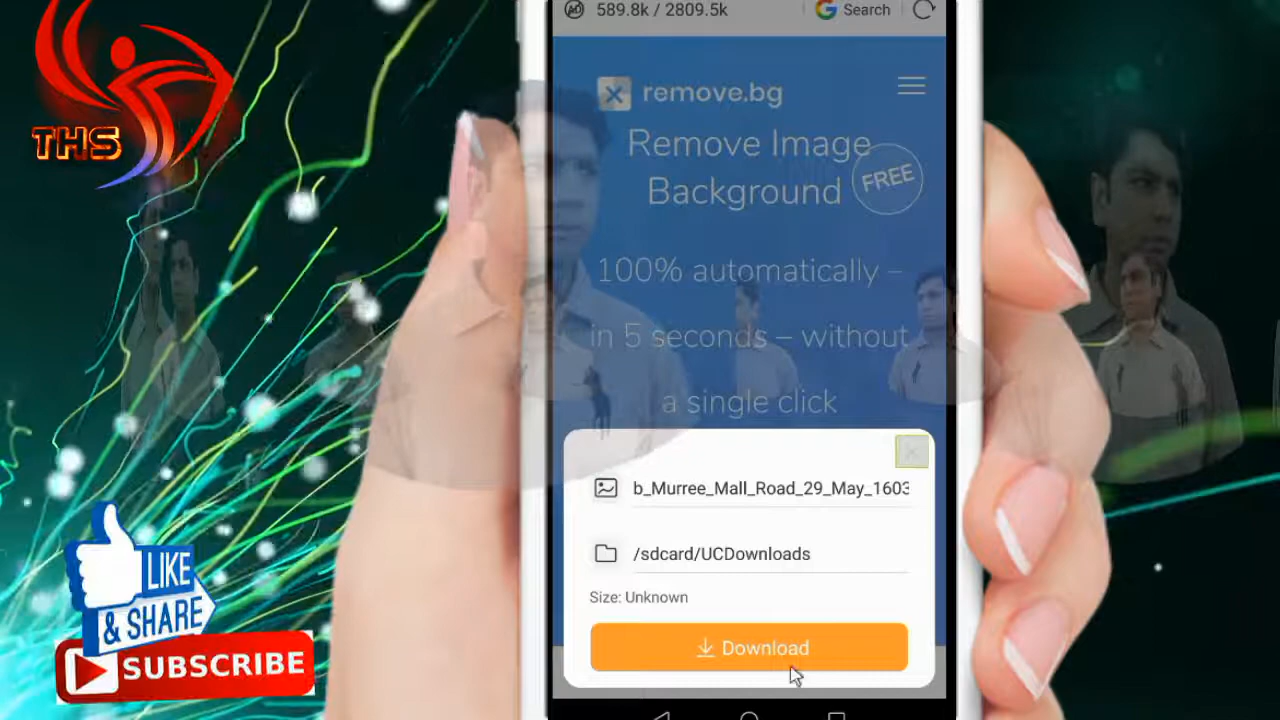 589.8k / 2809.5k
Search
THS
remove.bg
Remove Image
Background
FREE
100% automatically –
in 5 seconds – without
a single click
b_Murree_Mall_Road_29_May_1603
/sdcard/UCDownloads
Size: Unknown
Download
LIKE
& SHARE
SUBSCRIBE